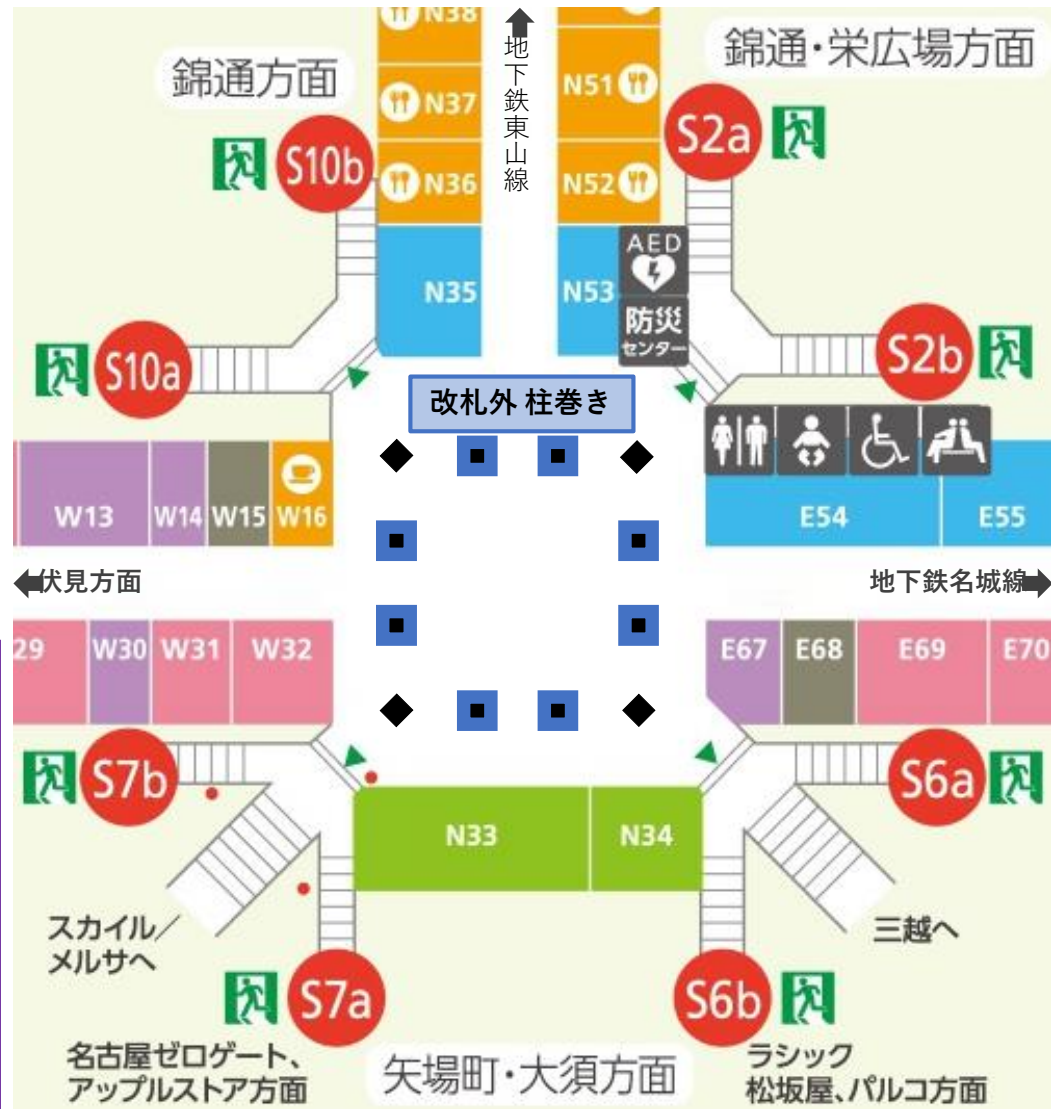 N38
地下鉄東山線
錦通方面
錦通・栄広場方面
N37
N51
S2a
S10b
N36
N52
AED
N35
N53
防災
センター
S10a
S2b
改札外 柱巻き
W13
W14
W15
W16
E54
E55
伏見方面
地下鉄名城線
29
W30
W31
W32
E67
E68
E69
E70
S7b
S6a
N33
N34
スカイル／
メルサへ
三越へ
S7a
S6b
名古屋ゼロゲート、
アップルストア方面
矢場町・大須方面
ラシック
松坂屋、パルコ方面